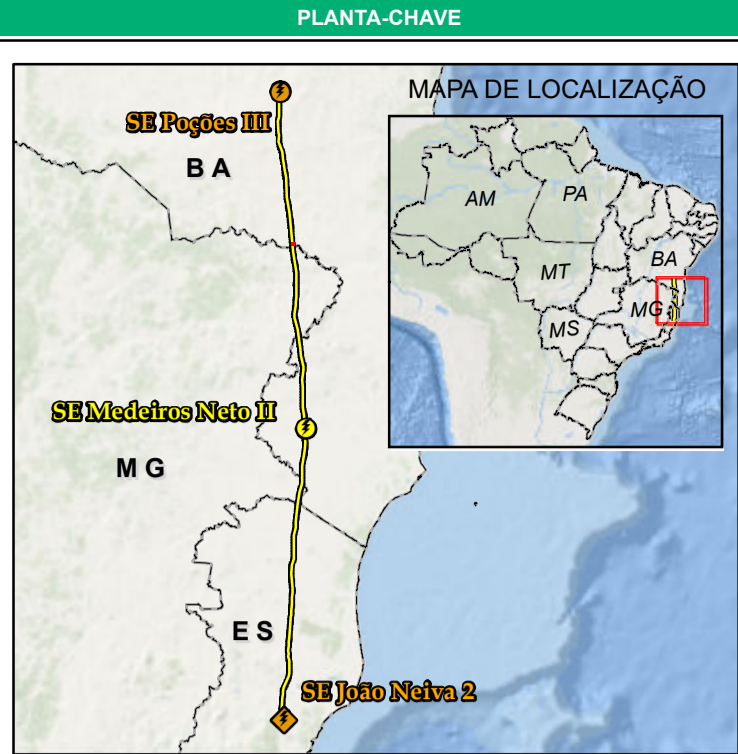 PLANTA-CHAVE
MAPA DE LOCALIZAÇÃO
SE Poções III
B A
AM
PA
BA
MT
MG
MS
SE Medeiros Neto II
M G
E S
SE João Neiva 2